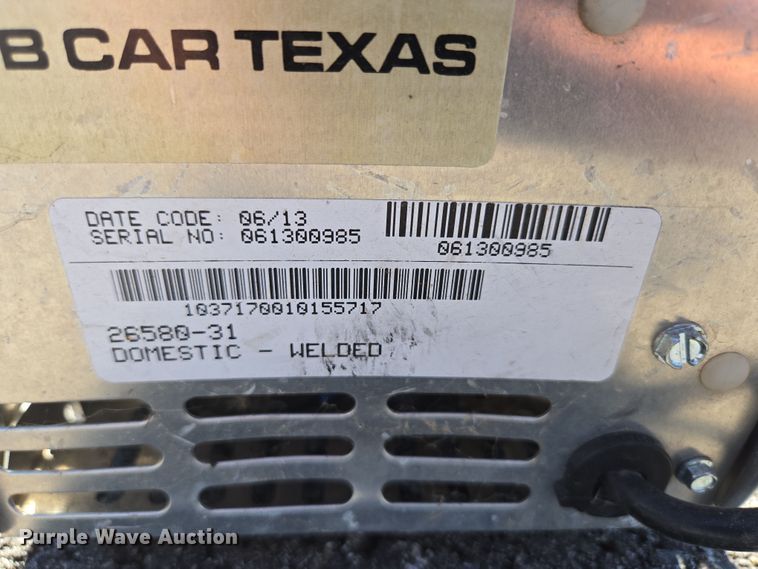 B CAR TEXAS
DATE CODE: 06/13
SERIAL NO: 061300985
061300985
1037170010155717
26580-31
DOMESTIC - WELDED
Purple Wave Auction